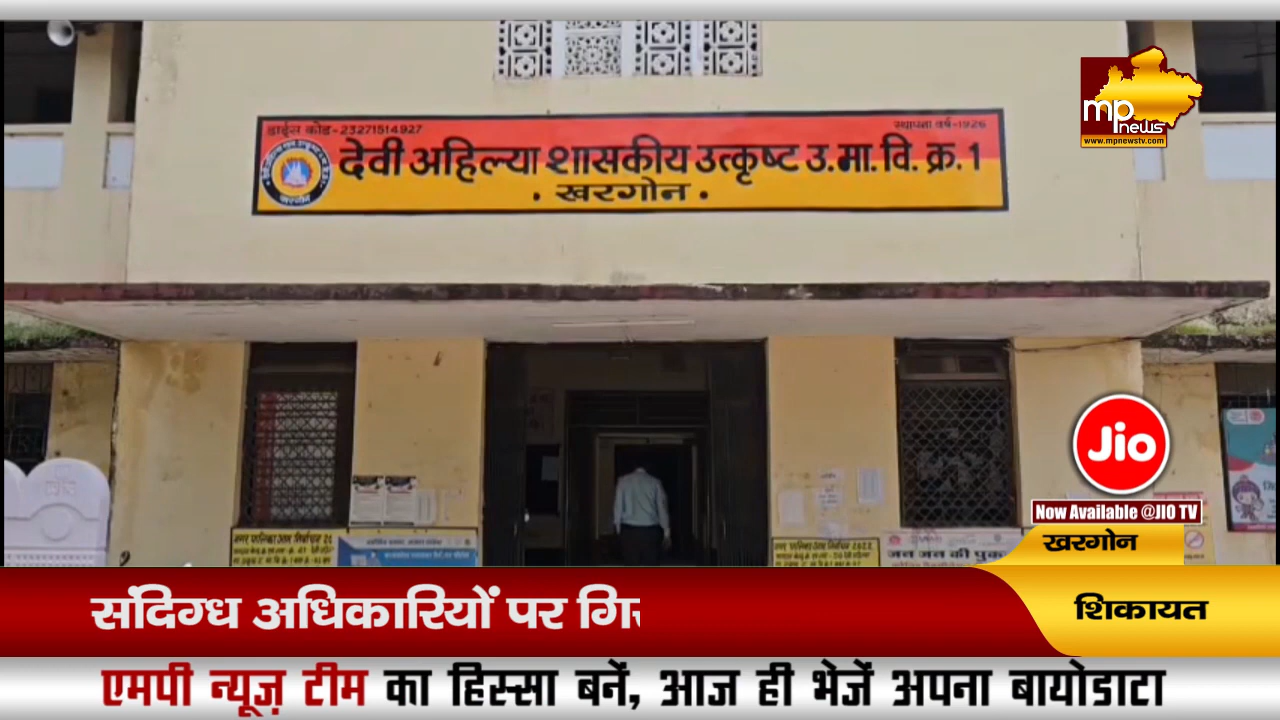 डाईस कोड-23271514927
स्थापना वर्ष-1926
देवी अहिल्या शासकीय उत्कृष्ट उ.मा.वि. क्र. 1
• खरगोन •
mp news
www.mpnewstv.com
Jio
Now Available @JIO TV
खरगोन
जन जन की
संदिग्ध अधिकारियों पर
शिकायत
एमपी न्यूज़ टीम का हिस्सा बनें, आज ही भेजें अपना बायोडाटा